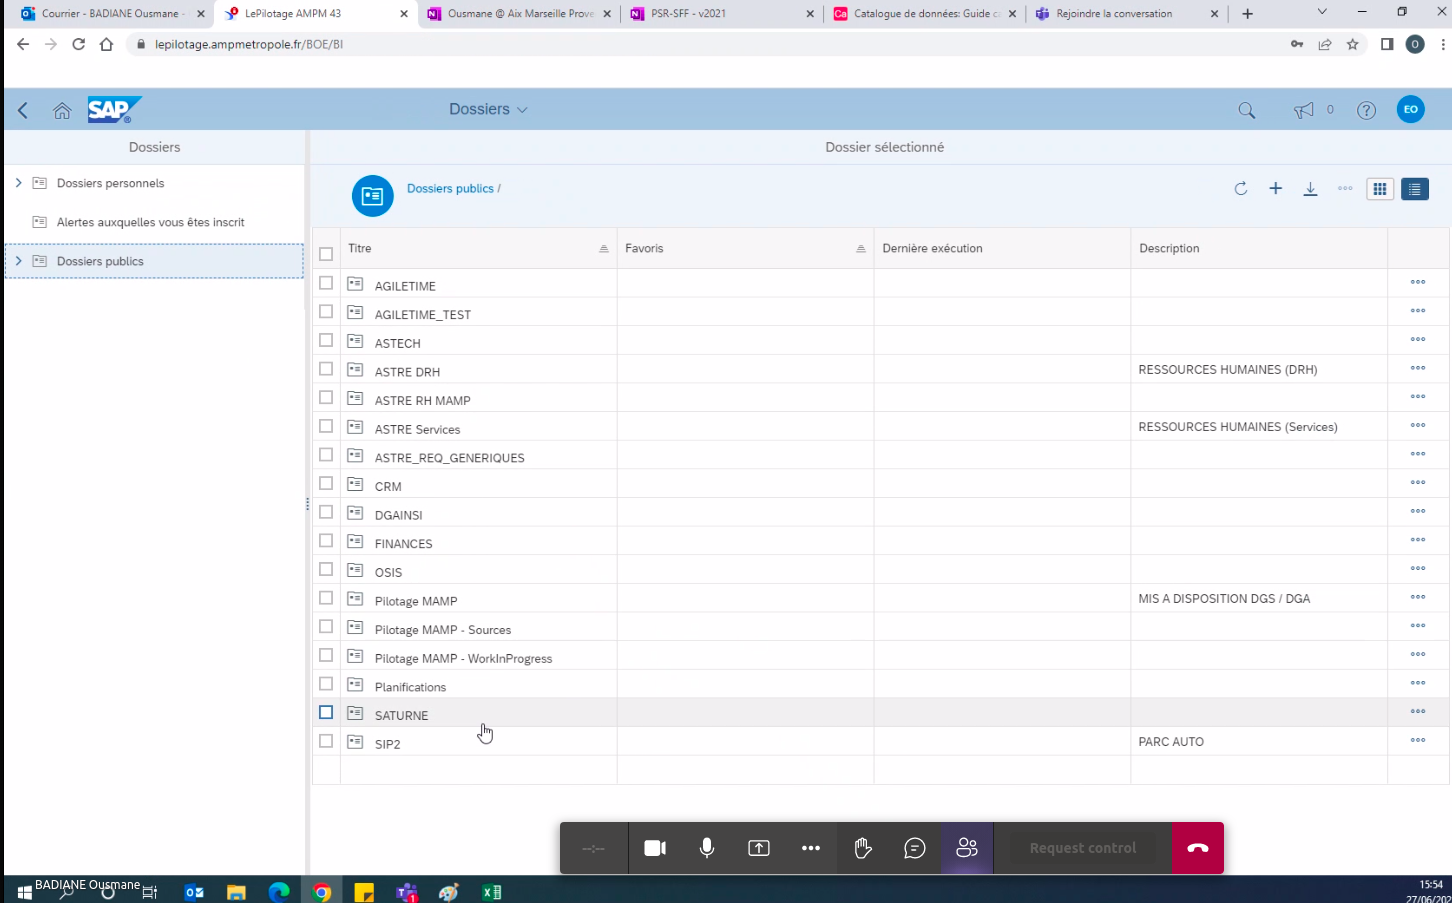 Courrier - BADIANE Ousmane -
LePilotage AMPM 43
Ousmane @ Aix Marseille Prove
PSR-SFF - v2021
Catalogue de données: Guide c
Rejoindre la conversation
lepilotage.ampmetropole.fr/BOE/BI
O
SAP
Dossiers
0
EO
Dossiers
Dossier sélectionné
Dossiers personnels
Alertes auxquelles vous êtes inscrit
Dossiers publics
Dossiers publics /
Titre Favoris Dernière exécution Description
AGILETIME
AGILETIME_TEST
ASTECH
ASTRE DRH RESSOURCES HUMAINES (DRH)
ASTRE RH MAMP
ASTRE Services RESSOURCES HUMAINES (Services)
ASTRE_REQ_GENERIQUES
CRM
DGAINSI
FINANCES
OSIS
Pilotage MAMP MIS A DISPOSITION DGS / DGA
Pilotage MAMP - Sources
Pilotage MAMP - WorkInProgress
Planifications
SATURNE
SIP2 PARC AUTO
--:--
Request control
BADIANE Ousmane
15:54
27/06/202